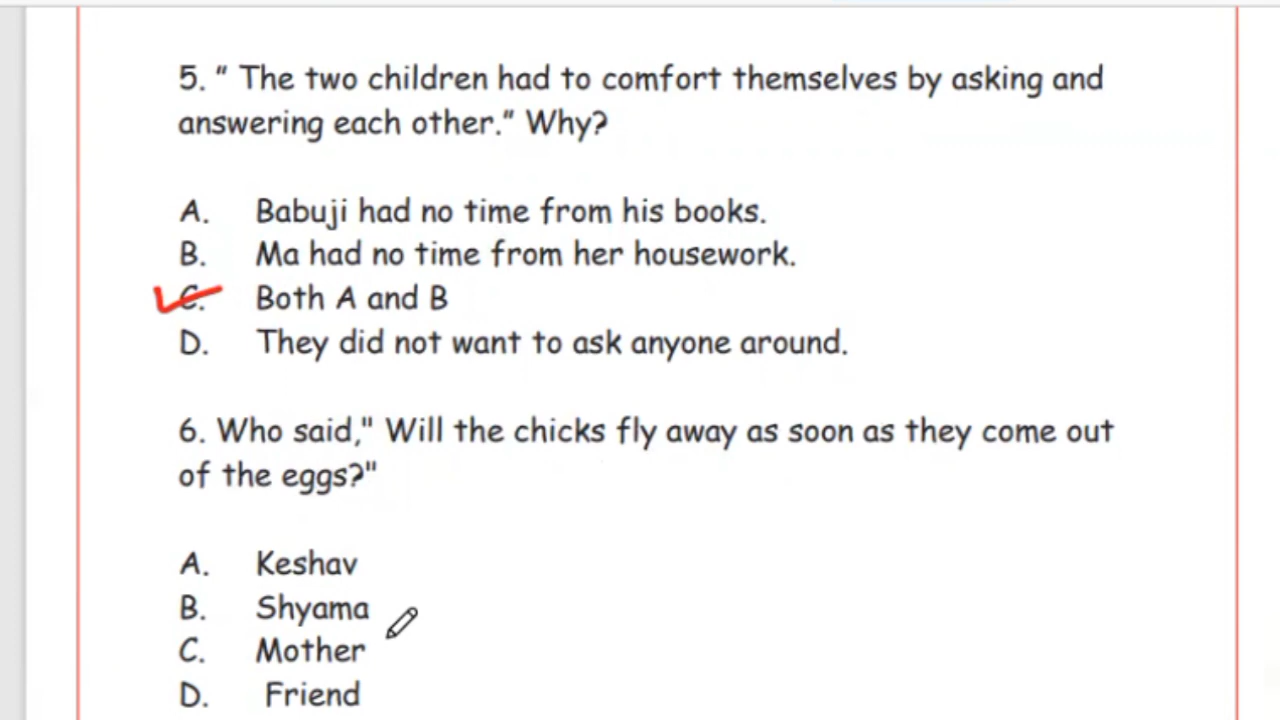 5. " The two children had to comfort themselves by asking and
answering each other." Why?
A. Babuji had no time from his books.
B. Ma had no time from her housework.
C. Both A and B
D. They did not want to ask anyone around.
6. Who said," Will the chicks fly away as soon as they come out
of the eggs?"
A. Keshav
B. Shyama
C. Mother
D. Friend